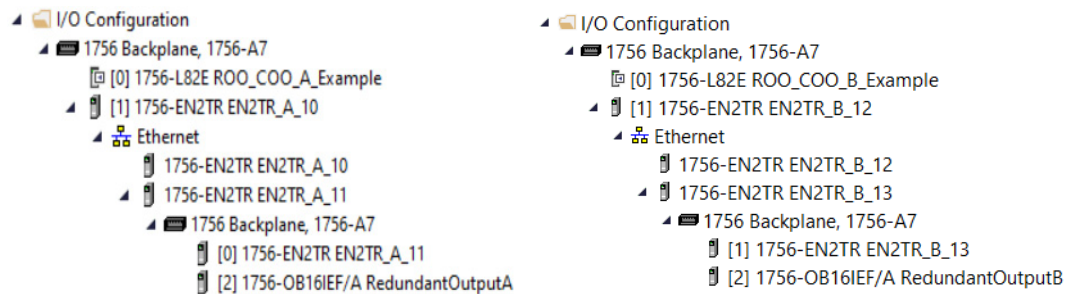 I/O Configuration
1756 Backplane, 1756-A7
[0] 1756-L82E ROO_COO_A_Example
[1] 1756-EN2TR EN2TR_A_10
Ethernet
1756-EN2TR EN2TR_A_10
1756-EN2TR EN2TR_A_11
1756 Backplane, 1756-A7
[0] 1756-EN2TR EN2TR_A_11
[2] 1756-OB16IEF/A RedundantOutputA
I/O Configuration
1756 Backplane, 1756-A7
[0] 1756-L82E ROO_COO_B_Example
[1] 1756-EN2TR EN2TR_B_12
Ethernet
1756-EN2TR EN2TR_B_12
1756-EN2TR EN2TR_B_13
1756 Backplane, 1756-A7
[1] 1756-EN2TR EN2TR_B_13
[2] 1756-OB16IEF/A RedundantOutputB